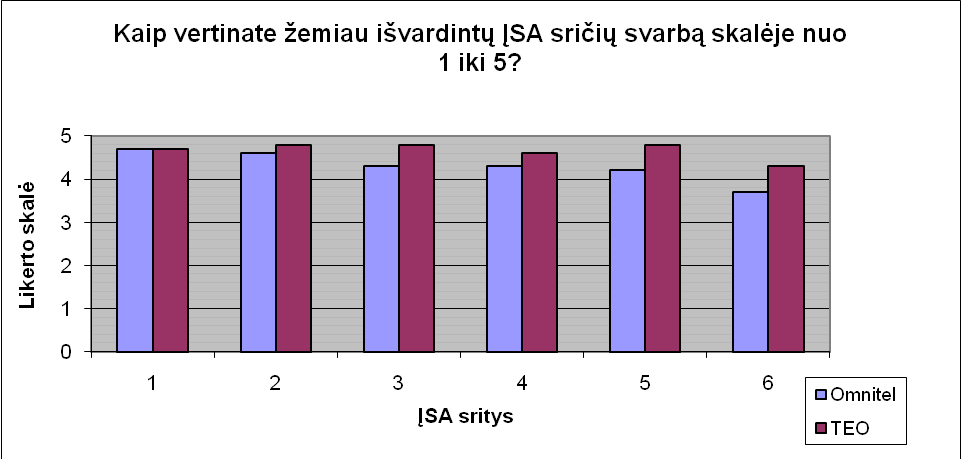 Kaip vertinate žemiau išvardintų ĮSA sričių svarbą skalėje nuo
1 iki 5?
Likerto skalė
5
4
3
2
1
0
1 2 3 4 5 6
ĮSA sritys
Omnitel
TEO